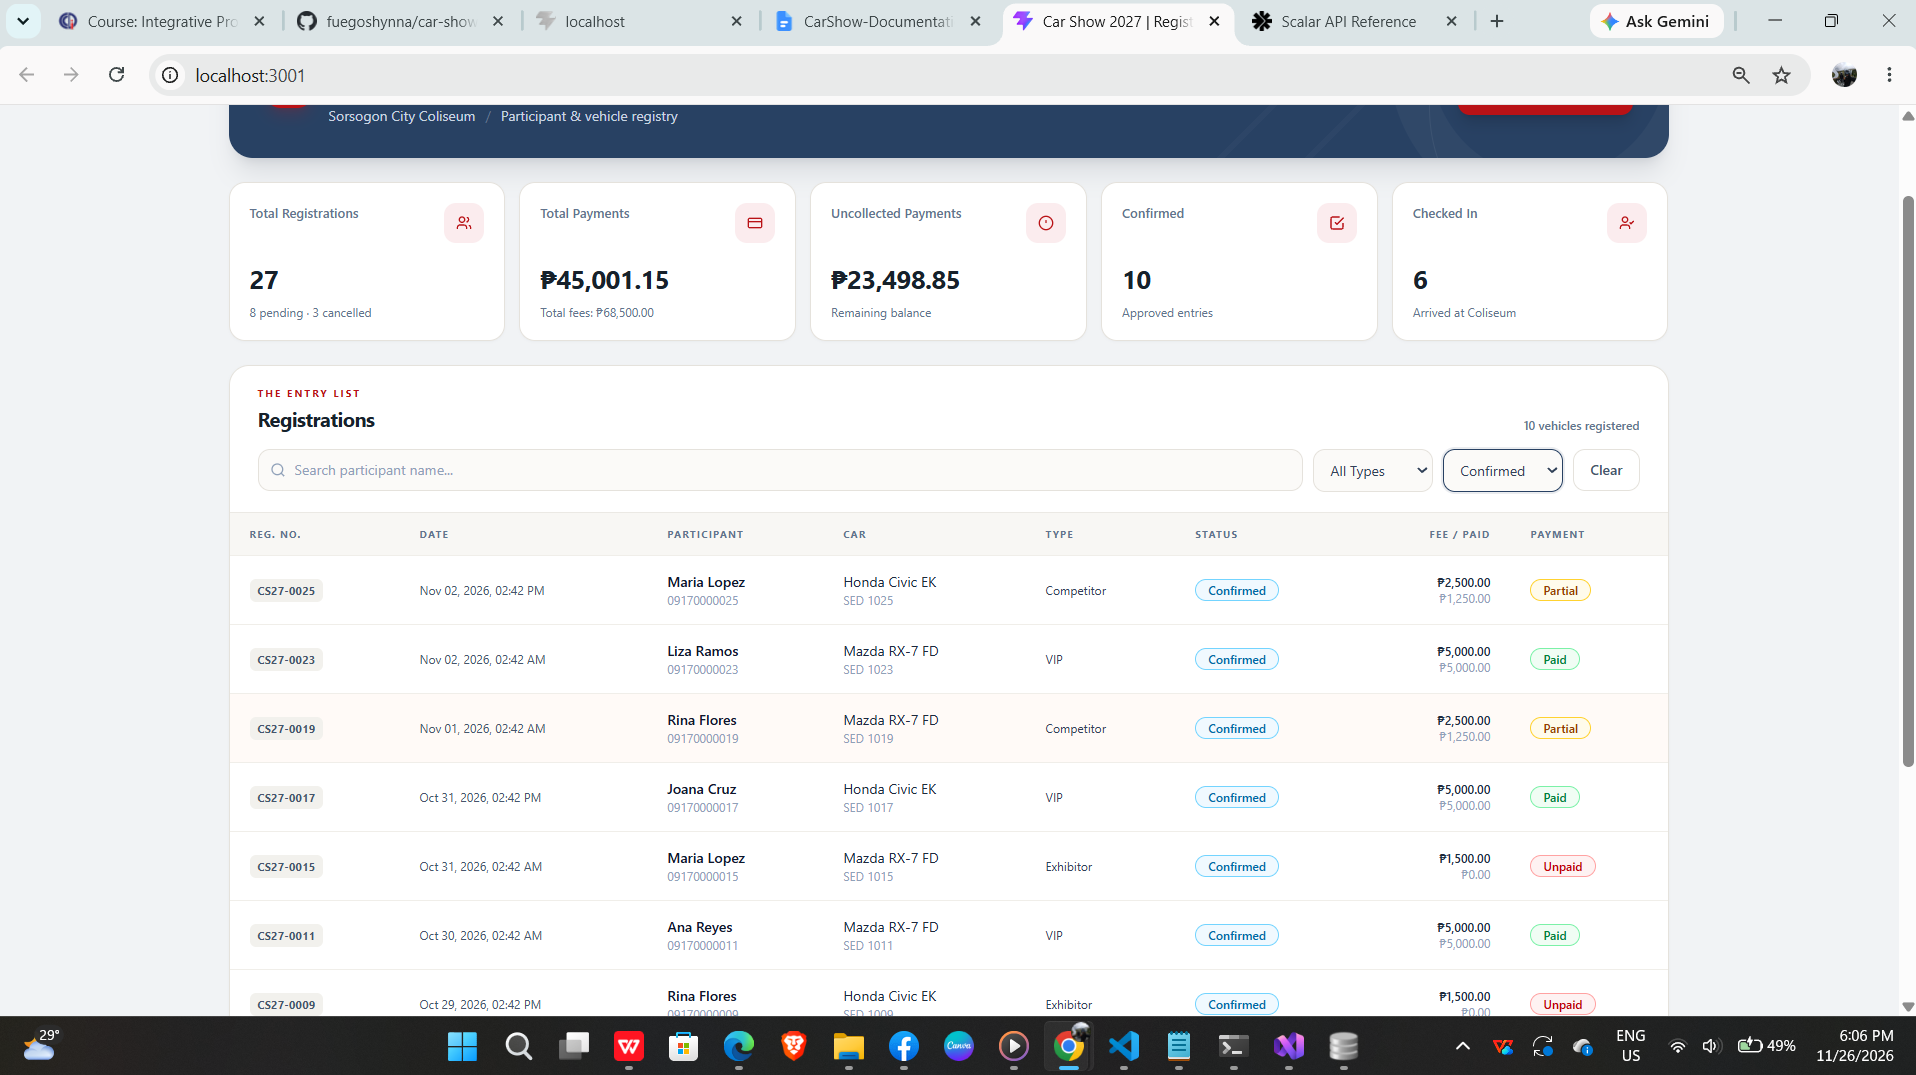 Course: Integrative Pro
fuegoshynna/car-show
localhost
CarShow-Documentati
Car Show 2027 | Regist
Scalar API Reference
Ask Gemini
localhost:3001
Sorsogon City Coliseum / Participant & vehicle registry
Total Registrations
27
8 pending · 3 cancelled
Total Payments
₱45,001.15
Total fees: ₱68,500.00
Uncollected Payments
₱23,498.85
Remaining balance
Confirmed
10
Approved entries
Checked In
6
Arrived at Coliseum
THE ENTRY LIST
Registrations
10 vehicles registered
Search participant name...
All Types
Confirmed
Clear
REG. NO. DATE PARTICIPANT CAR TYPE STATUS FEE / PAID PAYMENT
CS27-0025 Nov 02, 2026, 02:42 PM Maria Lopez Honda Civic EK Competitor Confirmed ₱2,500.00 Partial
09170000025 SED 1025 ₱1,250.00
CS27-0023 Nov 02, 2026, 02:42 AM Liza Ramos Mazda RX-7 FD VIP Confirmed ₱5,000.00 Paid
09170000023 SED 1023 ₱5,000.00
CS27-0019 Nov 01, 2026, 02:42 AM Rina Flores Mazda RX-7 FD Competitor Confirmed ₱2,500.00 Partial
09170000019 SED 1019 ₱1,250.00
CS27-0017 Oct 31, 2026, 02:42 PM Joana Cruz Honda Civic EK VIP Confirmed ₱5,000.00 Paid
09170000017 SED 1017 ₱5,000.00
CS27-0015 Oct 31, 2026, 02:42 AM Maria Lopez Mazda RX-7 FD Exhibitor Confirmed ₱1,500.00 Unpaid
09170000015 SED 1015 ₱0.00
CS27-0011 Oct 30, 2026, 02:42 AM Ana Reyes Mazda RX-7 FD VIP Confirmed ₱5,000.00 Paid
09170000011 SED 1011 ₱5,000.00
CS27-0009 Oct 29, 2026, 02:42 PM Rina Flores Honda Civic EK Exhibitor Confirmed ₱1,500.00 Unpaid
09170000009 SED 1009 ₱0.00
29°
Canva
ENG
US
49%
6:06 PM
11/26/2026